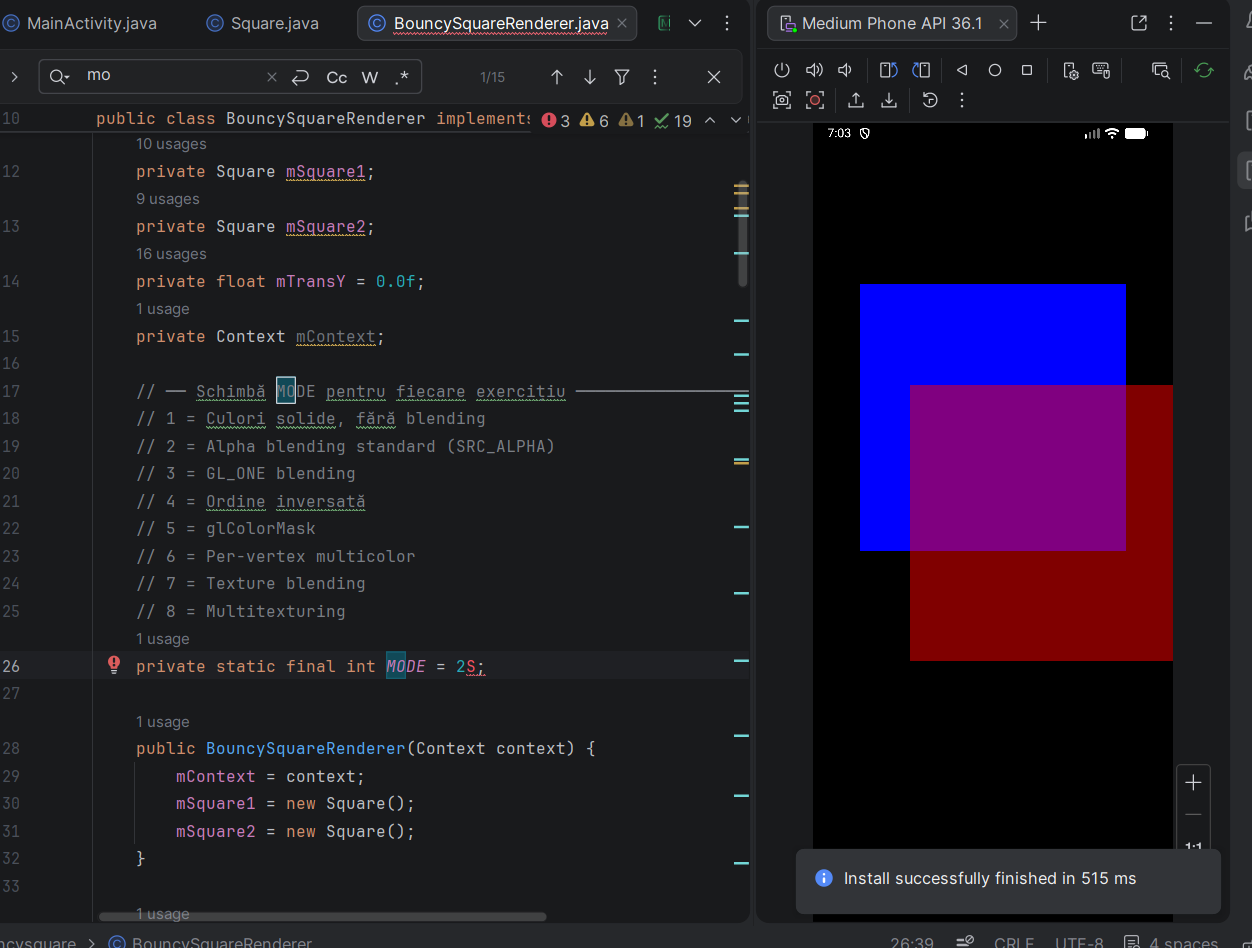 MainActivity.java Square.java BouncySquareRenderer.java
mo Cc W .* 1/15
10 public class BouncySquareRenderer implements 3 6 1 19
10 usages
12 private Square mSquare1;
9 usages
13 private Square mSquare2;
16 usages
14 private float mTransY = 0.0f;
1 usage
15 private Context mContext;
16
17 // ── Schimbă MODE pentru fiecare exercițiu ──────────────────
18 // 1 = Culori solide, fără blending
19 // 2 = Alpha blending standard (SRC_ALPHA)
20 // 3 = GL_ONE blending
21 // 4 = Ordine inversată
22 // 5 = glColorMask
23 // 6 = Per-vertex multicolor
24 // 7 = Texture blending
25 // 8 = Multitexturing
1 usage
26 private static final int MODE = 2S;
27
1 usage
28 public BouncySquareRenderer(Context context) {
29 mContext = context;
30 mSquare1 = new Square();
31 mSquare2 = new Square();
32 }
33
1 usage
ncysquare > BouncySquareRenderer
Medium Phone API 36.1
7:03
1:1
Install successfully finished in 515 ms
26:39 CRLF UTF-8 4 spaces